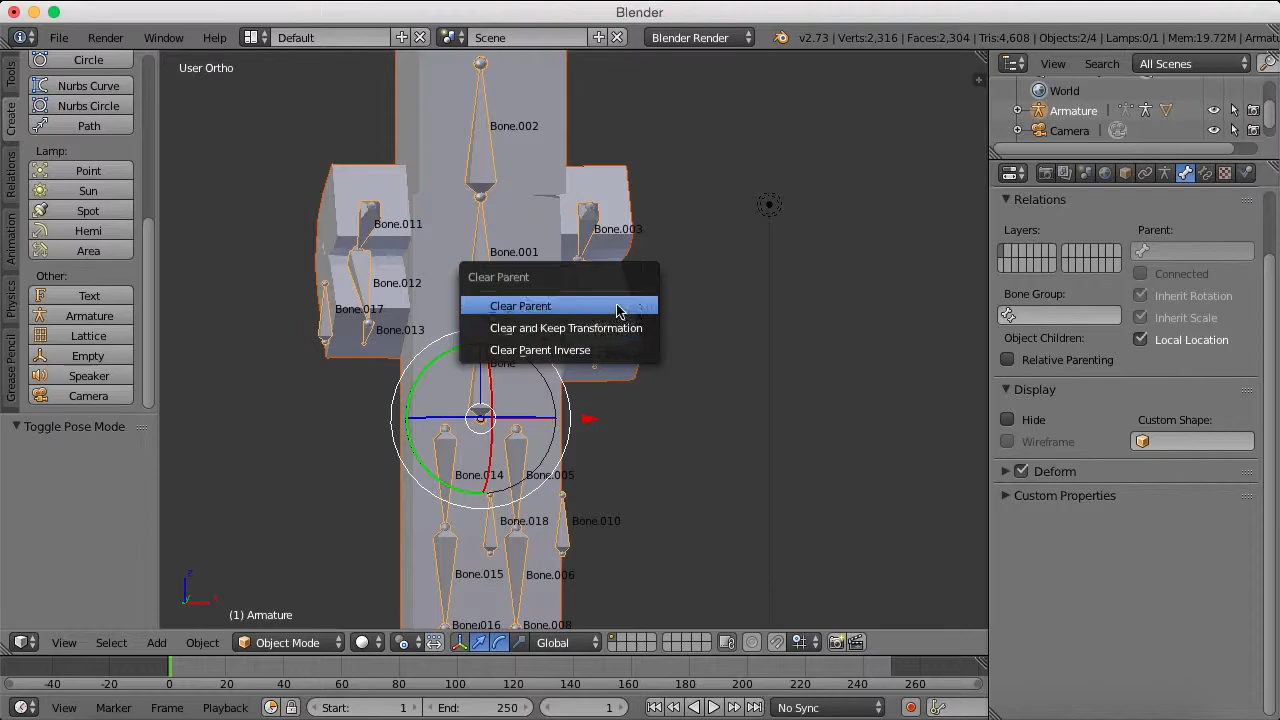 Blender
File Render Window Help Default Scene Blender Render v2.73 | Verts:2,316 | Faces:2,304 | Tris:4,608 | Objects:2/4 | Lamps:0/1 | Mem:19.72M | Armatu
Tools
Create
Relations
Animation
Physics
Grease Pencil
Circle
Nurbs Curve
Nurbs Circle
Path
Lamp:
Point
Sun
Spot
Hemi
Area
Other:
Text
Armature
Lattice
Empty
Speaker
Camera
Toggle Pose Mode
User Ortho
Bone.002
Bone.011
Bone.003
Bone.001
Bone.012
Bone.017
Bone.013
Clear Parent
Clear Parent
Clear and Keep Transformation
Clear Parent Inverse
Bone
Bone.014
Bone.005
Bone.018
Bone.010
Bone.015
Bone.006
Bone.016
Bone.008
(1) Armature
View Search All Scenes
World
Armature
Camera
Relations
Layers: Parent:
Connected
Bone Group: Inherit Rotation
Inherit Scale
Object Children: Local Location
Relative Parenting
Display
Hide Custom Shape:
Wireframe
Deform
Custom Properties
View Select Add Object Object Mode Global
-40 -20 0 20 40 60 80 100 120 140 160 180 200 220 240 260
View Marker Frame Playback Start: 1 End: 250 1 No Sync